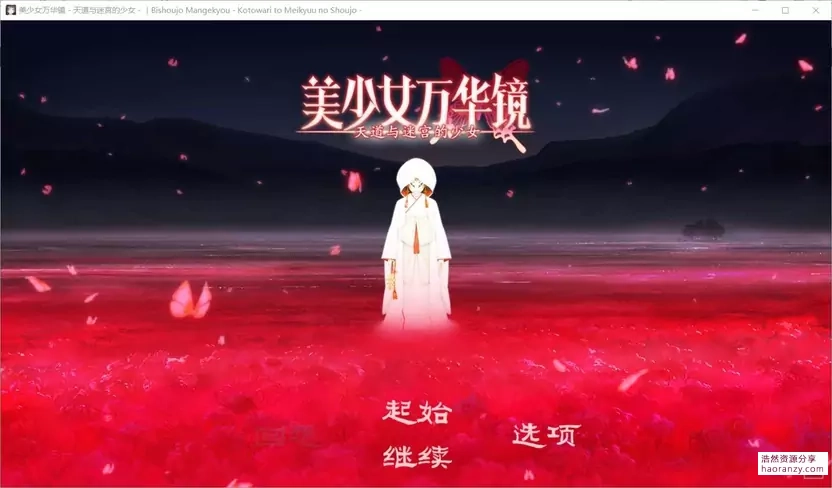 美少女万华镜 - 天道与迷宫的少女 - | Bishoujo Mangekyou - Kotowari to Meikyuu no Shoujo -
美少女万华镜
天道与迷宫的少女
起始
选项
继续
浩然资源分享
haoranzy.com